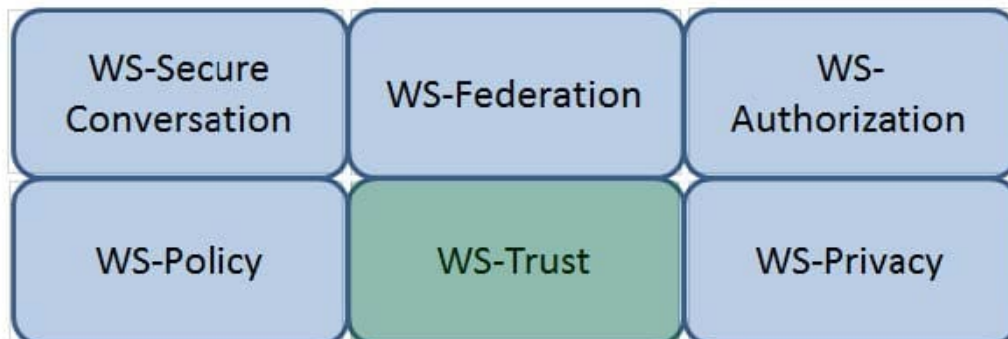 WS-Secure
Conversation
WS-Federation
WS-
Authorization
WS-Policy
WS-Trust
WS-Privacy